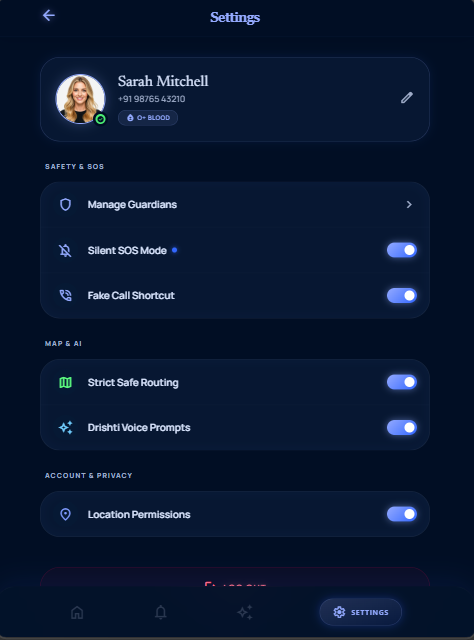 Settings
Sarah Mitchell
+91 98765 43210
O+ BLOOD
SAFETY & SOS
Manage Guardians
Silent SOS Mode
Fake Call Shortcut
MAP & AI
Strict Safe Routing
Drishti Voice Prompts
ACCOUNT & PRIVACY
Location Permissions
SETTINGS